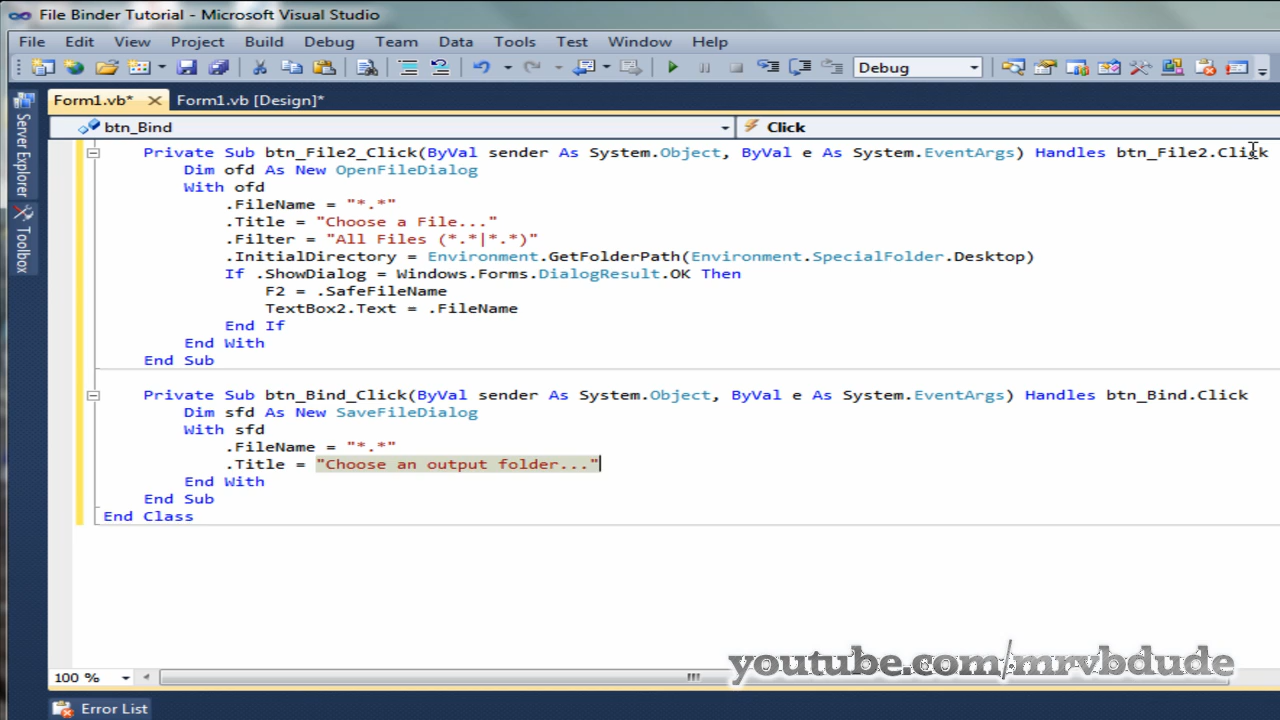 File Binder Tutorial - Microsoft Visual Studio
File Edit View Project Build Debug Team Data Tools Test Window Help
Debug
Form1.vb* Form1.vb [Design]*
btn_Bind Click
Server Explorer
Toolbox
Private Sub btn_File2_Click(ByVal sender As System.Object, ByVal e As System.EventArgs) Handles btn_File2.Click
Dim ofd As New OpenFileDialog
With ofd
.FileName = "*.*"
.Title = "Choose a File..."
.Filter = "All Files (*.*|*.*)"
.InitialDirectory = Environment.GetFolderPath(Environment.SpecialFolder.Desktop)
If .ShowDialog = Windows.Forms.DialogResult.OK Then
F2 = .SafeFileName
TextBox2.Text = .FileName
End If
End With
End Sub
Private Sub btn_Bind_Click(ByVal sender As System.Object, ByVal e As System.EventArgs) Handles btn_Bind.Click
Dim sfd As New SaveFileDialog
With sfd
.FileName = "*.*"
.Title = "Choose an output folder..."
End With
End Sub
End Class
youtube.com/mrvbdude
100 %
Error List